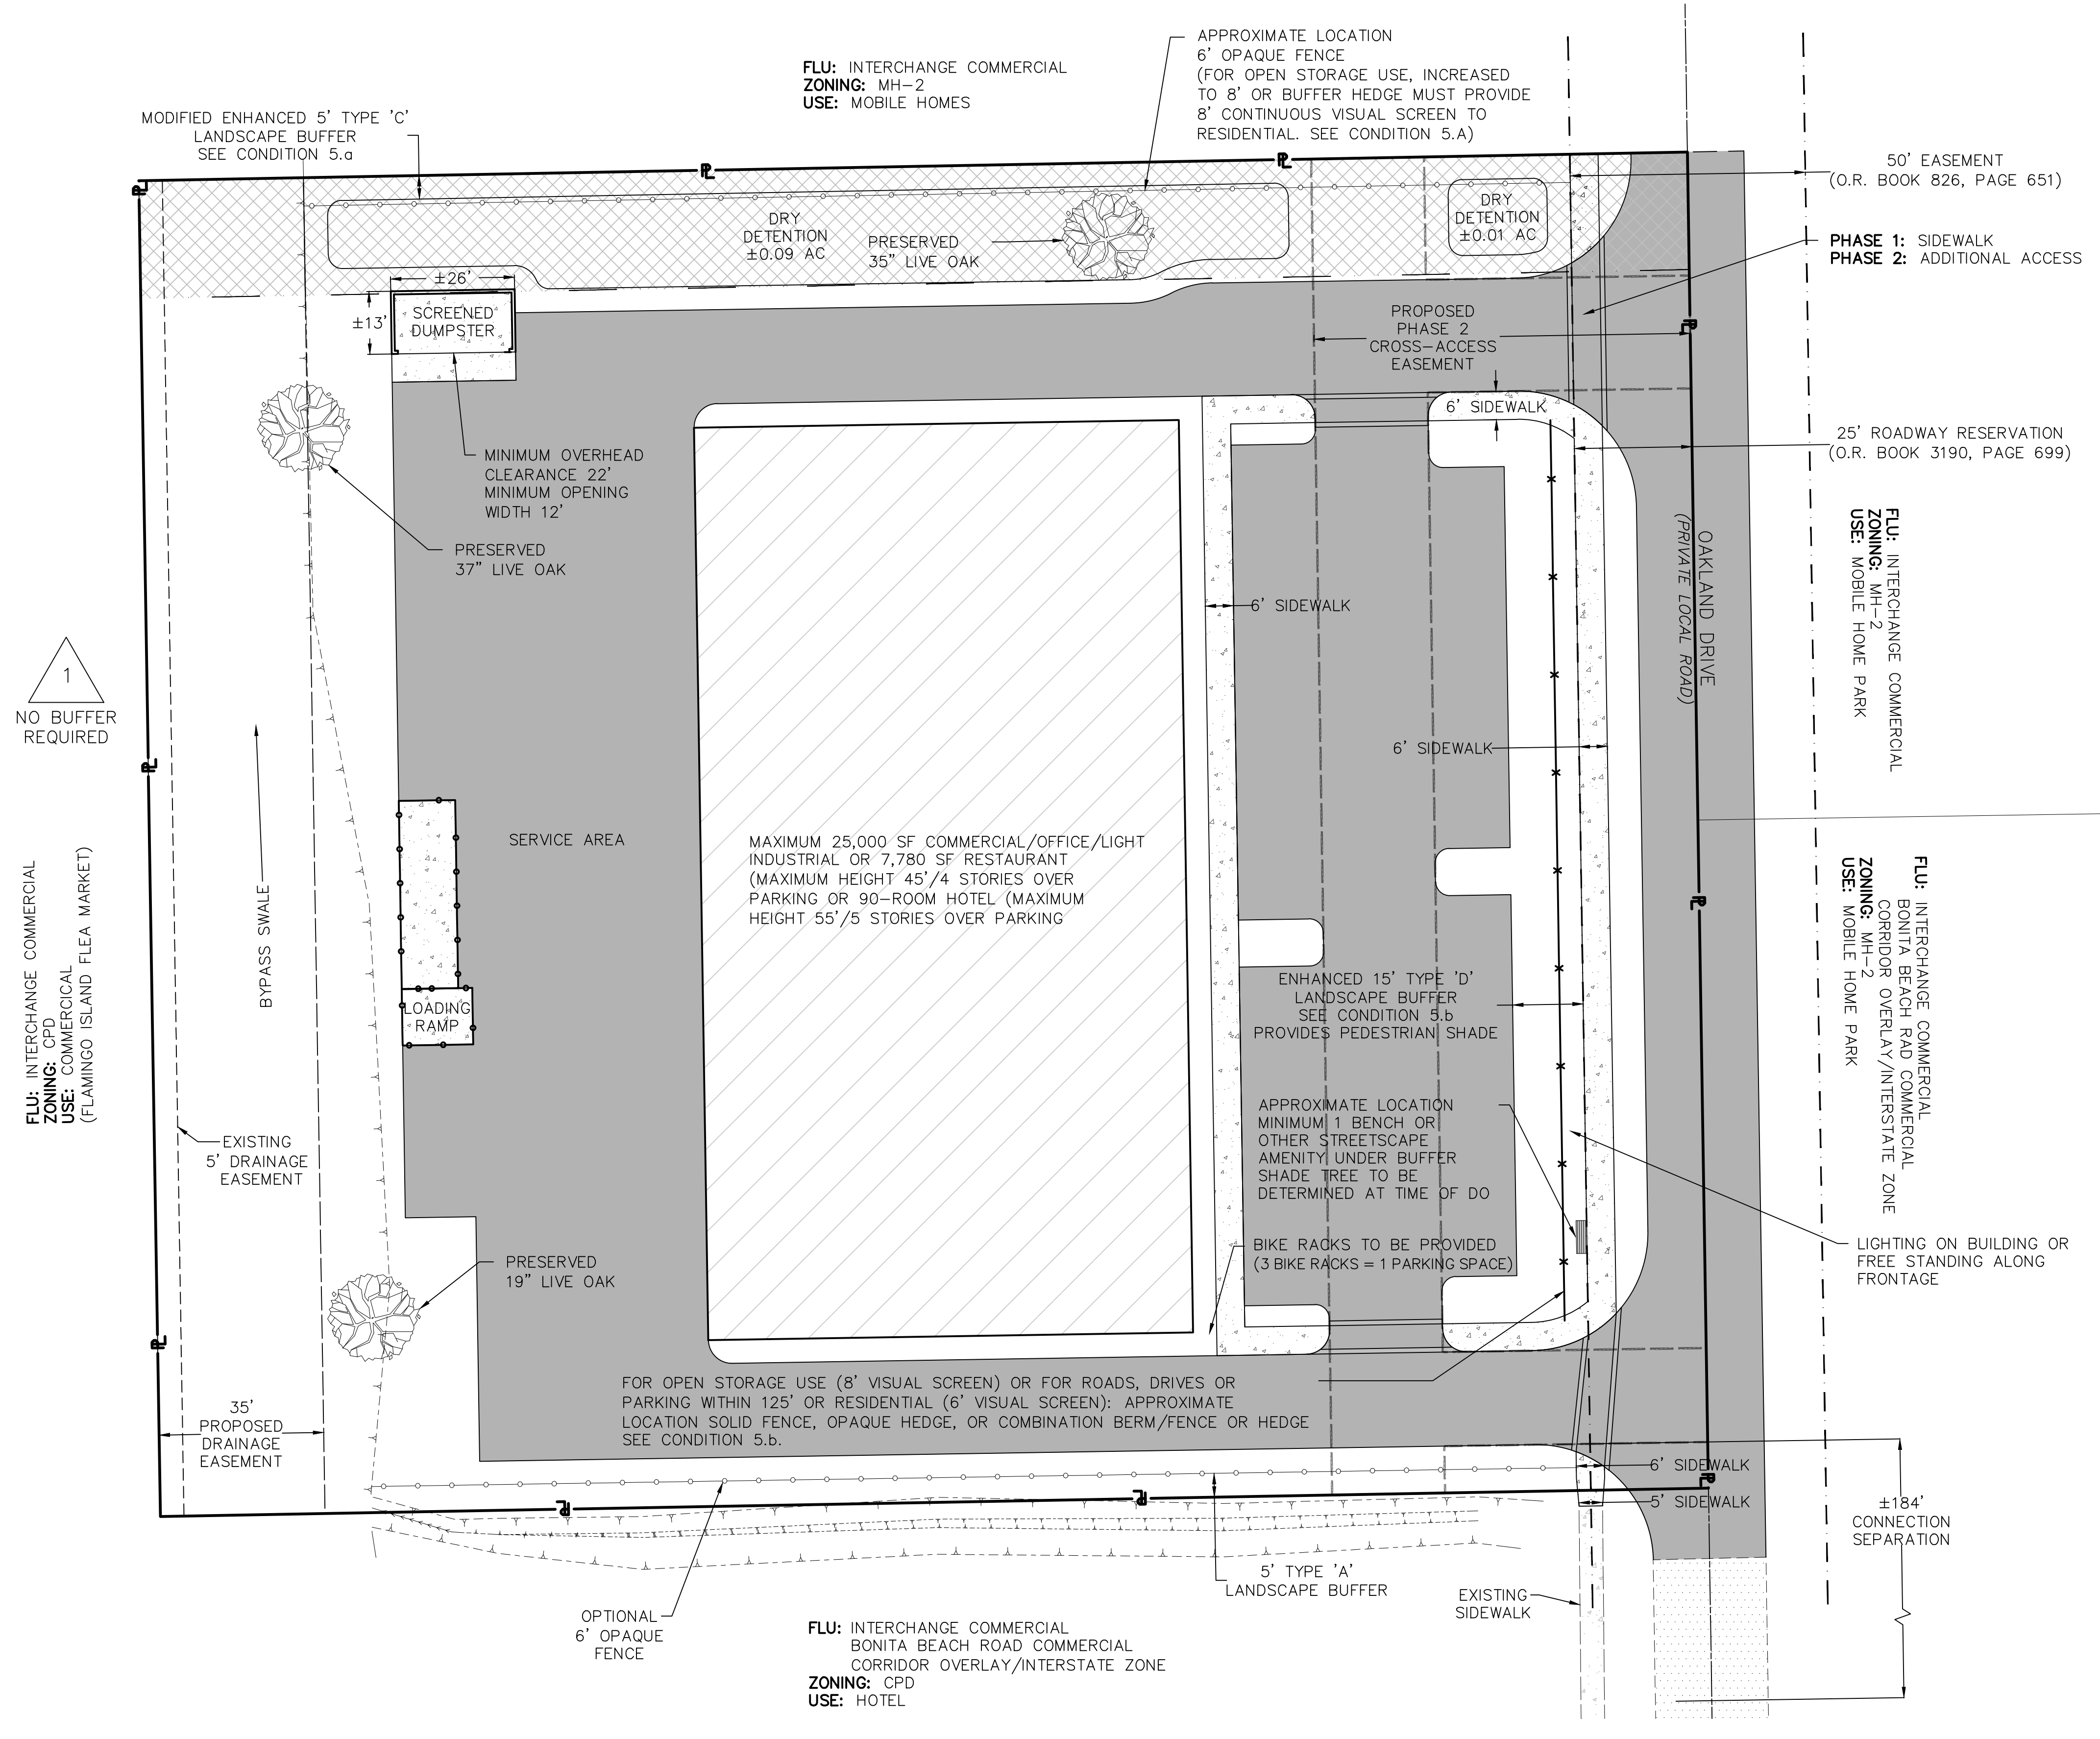 APPROXIMATE LOCATION
6' OPAQUE FENCE
(FOR OPEN STORAGE USE, INCREASED
TO 8' OR BUFFER HEDGE MUST PROVIDE
8' CONTINUOUS VISUAL SCREEN TO
RESIDENTIAL. SEE CONDITION 5.A)
FLU: INTERCHANGE COMMERCIAL
ZONING: MH-2
USE: MOBILE HOMES
MODIFIED ENHANCED 5' TYPE 'C'
LANDSCAPE BUFFER
SEE CONDITION 5.a
PL
PL
PL
50' EASEMENT
(O.R. BOOK 826, PAGE 651)
DRY
DETENTION
±0.09 AC
PRESERVED
35" LIVE OAK
DRY
DETENTION
±0.01 AC
PHASE 1: SIDEWALK
PHASE 2: ADDITIONAL ACCESS
±26'
±13'
SCREENED
DUMPSTER
PROPOSED
PHASE 2
CROSS-ACCESS
EASEMENT
PL
6' SIDEWALK
25' ROADWAY RESERVATION
(O.R. BOOK 3190, PAGE 699)
MINIMUM OVERHEAD
CLEARANCE 22'
MINIMUM OPENING
WIDTH 12'
PRESERVED
37" LIVE OAK
6' SIDEWALK
OAKLAND DRIVE
(PRIVATE LOCAL ROAD)
FLU: INTERCHANGE COMMERCIAL
ZONING: MH-2
USE: MOBILE HOME PARK
1
NO BUFFER
REQUIRED
PL
6' SIDEWALK
SERVICE AREA
MAXIMUM 25,000 SF COMMERCIAL/OFFICE/LIGHT
INDUSTRIAL OR 7,780 SF RESTAURANT
(MAXIMUM HEIGHT 45'/4 STORIES OVER
PARKING OR 90-ROOM HOTEL (MAXIMUM
HEIGHT 55'/5 STORIES OVER PARKING
PL
FLU: INTERCHANGE COMMERCIAL
ZONING: CPD
USE: COMMERCICAL
(FLAMINGO ISLAND FLEA MARKET)
BYPASS SWALE
LOADING
RAMP
ENHANCED 15' TYPE 'D'
LANDSCAPE BUFFER
SEE CONDITION 5.b
PROVIDES PEDESTRIAN SHADE
FLU: INTERCHANGE COMMERCIAL
BONITA BEACH RAD COMMERCIAL
CORRIDOR OVERLAY/INTERSTATE ZONE
ZONING: MH-2
USE: MOBILE HOME PARK
EXISTING
5' DRAINAGE
EASEMENT
APPROXIMATE LOCATION
MINIMUM 1 BENCH OR
OTHER STREETSCAPE
AMENITY UNDER BUFFER
SHADE TREE TO BE
DETERMINED AT TIME OF DO
BIKE RACKS TO BE PROVIDED
(3 BIKE RACKS = 1 PARKING SPACE)
LIGHTING ON BUILDING OR
FREE STANDING ALONG
FRONTAGE
PRESERVED
19" LIVE OAK
PL
FOR OPEN STORAGE USE (8' VISUAL SCREEN) OR FOR ROADS, DRIVES OR
PARKING WITHIN 125' OR RESIDENTIAL (6' VISUAL SCREEN): APPROXIMATE
LOCATION SOLID FENCE, OPAQUE HEDGE, OR COMBINATION BERM/FENCE OR HEDGE
SEE CONDITION 5.b.
35'
PROPOSED
DRAINAGE
EASEMENT
6' SIDEWALK
PL
5' SIDEWALK
PL
PL
±184'
CONNECTION
SEPARATION
5' TYPE 'A'
LANDSCAPE BUFFER
EXISTING
SIDEWALK
OPTIONAL
6' OPAQUE
FENCE
FLU: INTERCHANGE COMMERCIAL
BONITA BEACH ROAD COMMERCIAL
CORRIDOR OVERLAY/INTERSTATE ZONE
ZONING: CPD
USE: HOTEL